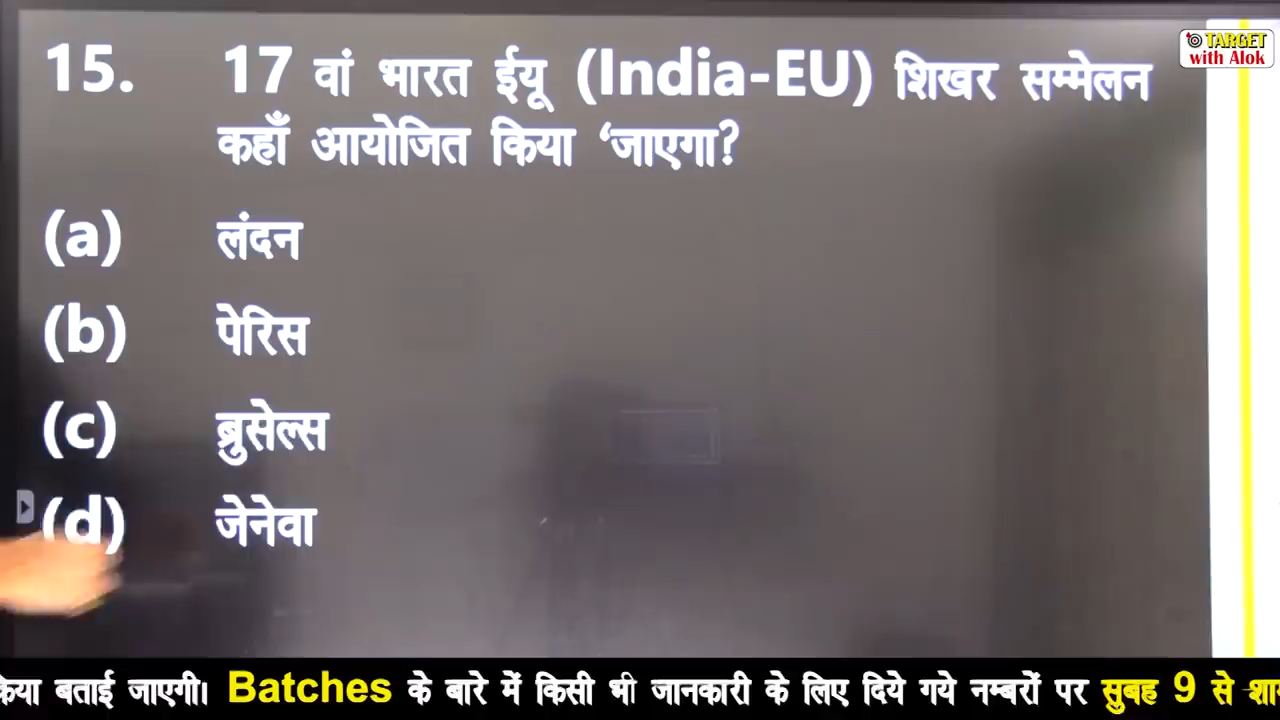 TARGET
with Alok
15. 17 वां भारत ईयू (India-EU) शिखर सम्मेलन
कहाँ आयोजित किया ‘जाएगा?
(a) लंदन
(b) पेरिस
(c) ब्रुसेल्स
(d) जेनेवा
बताई जाएगी। Batches के बारे में किसी भी जानकारी के लिए दिये गये नम्बरों पर सुबह 9 से